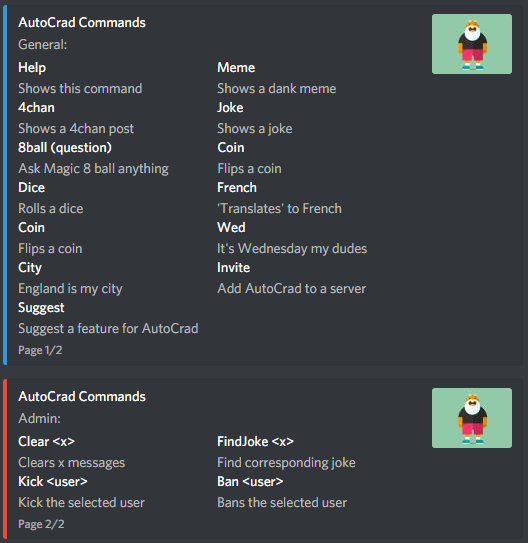 AutoCrad Commands
General:
Help Meme
Shows this command Shows a dank meme
4chan Joke
Shows a 4chan post Shows a joke
8ball (question) Coin
Ask Magic 8 ball anything Flips a coin
Dice French
Rolls a dice 'Translates' to French
Coin Wed
Flips a coin It's Wednesday my dudes
City Invite
England is my city Add AutoCrad to a server
Suggest
Suggest a feature for AutoCrad
Page 1/2
AutoCrad Commands
Admin:
Clear <x> FindJoke <x>
Clears x messages Find corresponding joke
Kick <user> Ban <user>
Kick the selected user Bans the selected user
Page 2/2